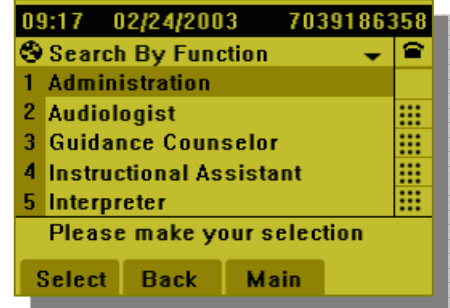 09:17 02/24/2003 7039186358
Search By Function
1 Administration
2 Audiologist
3 Guidance Counselor
4 Instructional Assistant
5 Interpreter
Please make your selection
Select Back Main